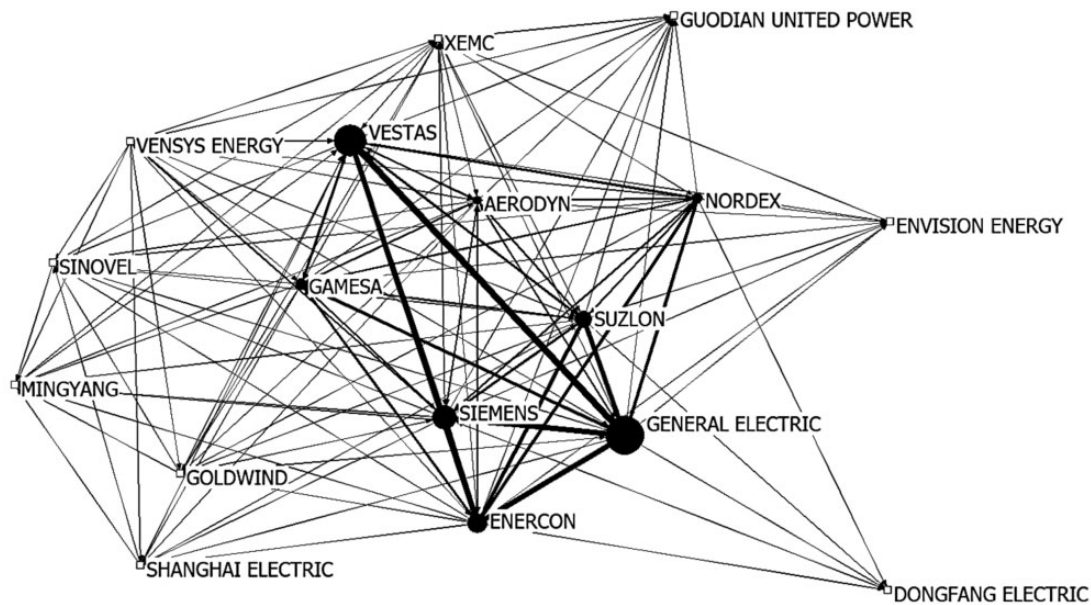 GUODIAN UNITED POWER
XEMC
VESTAS
VENSYS ENERGY
AERODYN
NORDEX
ENVISION ENERGY
SINOVEL
GAMESA
SUZLON
MINGYANG
SIEMENS
GENERAL ELECTRIC
GOLDWIND
ENERCON
SHANGHAI ELECTRIC
DONGFANG ELECTRIC